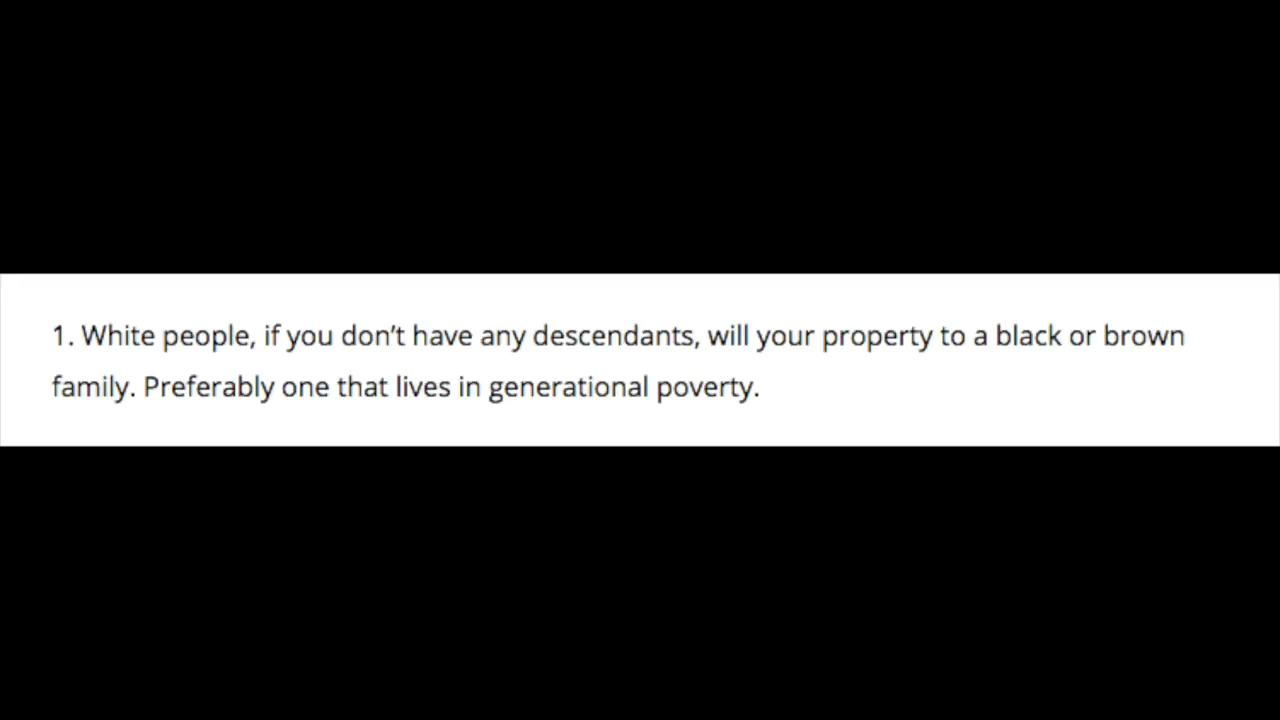 1. White people, if you don’t have any descendants, will your property to a black or brown
family. Preferably one that lives in generational poverty.